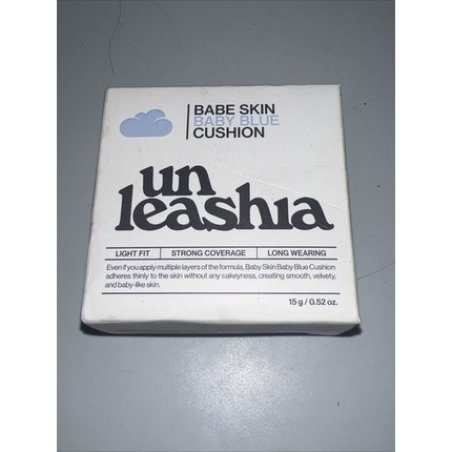 BABE SKIN
BABY BLUE
CUSHION
un
leashia
LIGHT FIT | STRONG COVERAGE | LONG WEARING
Even if you apply multiple layers of the formula, Baby Skin Baby Blue Cushion
adheres thinly to the skin without any cakeyness, creating smooth, velvety,
and baby-like skin.
15 g / 0.52 oz.